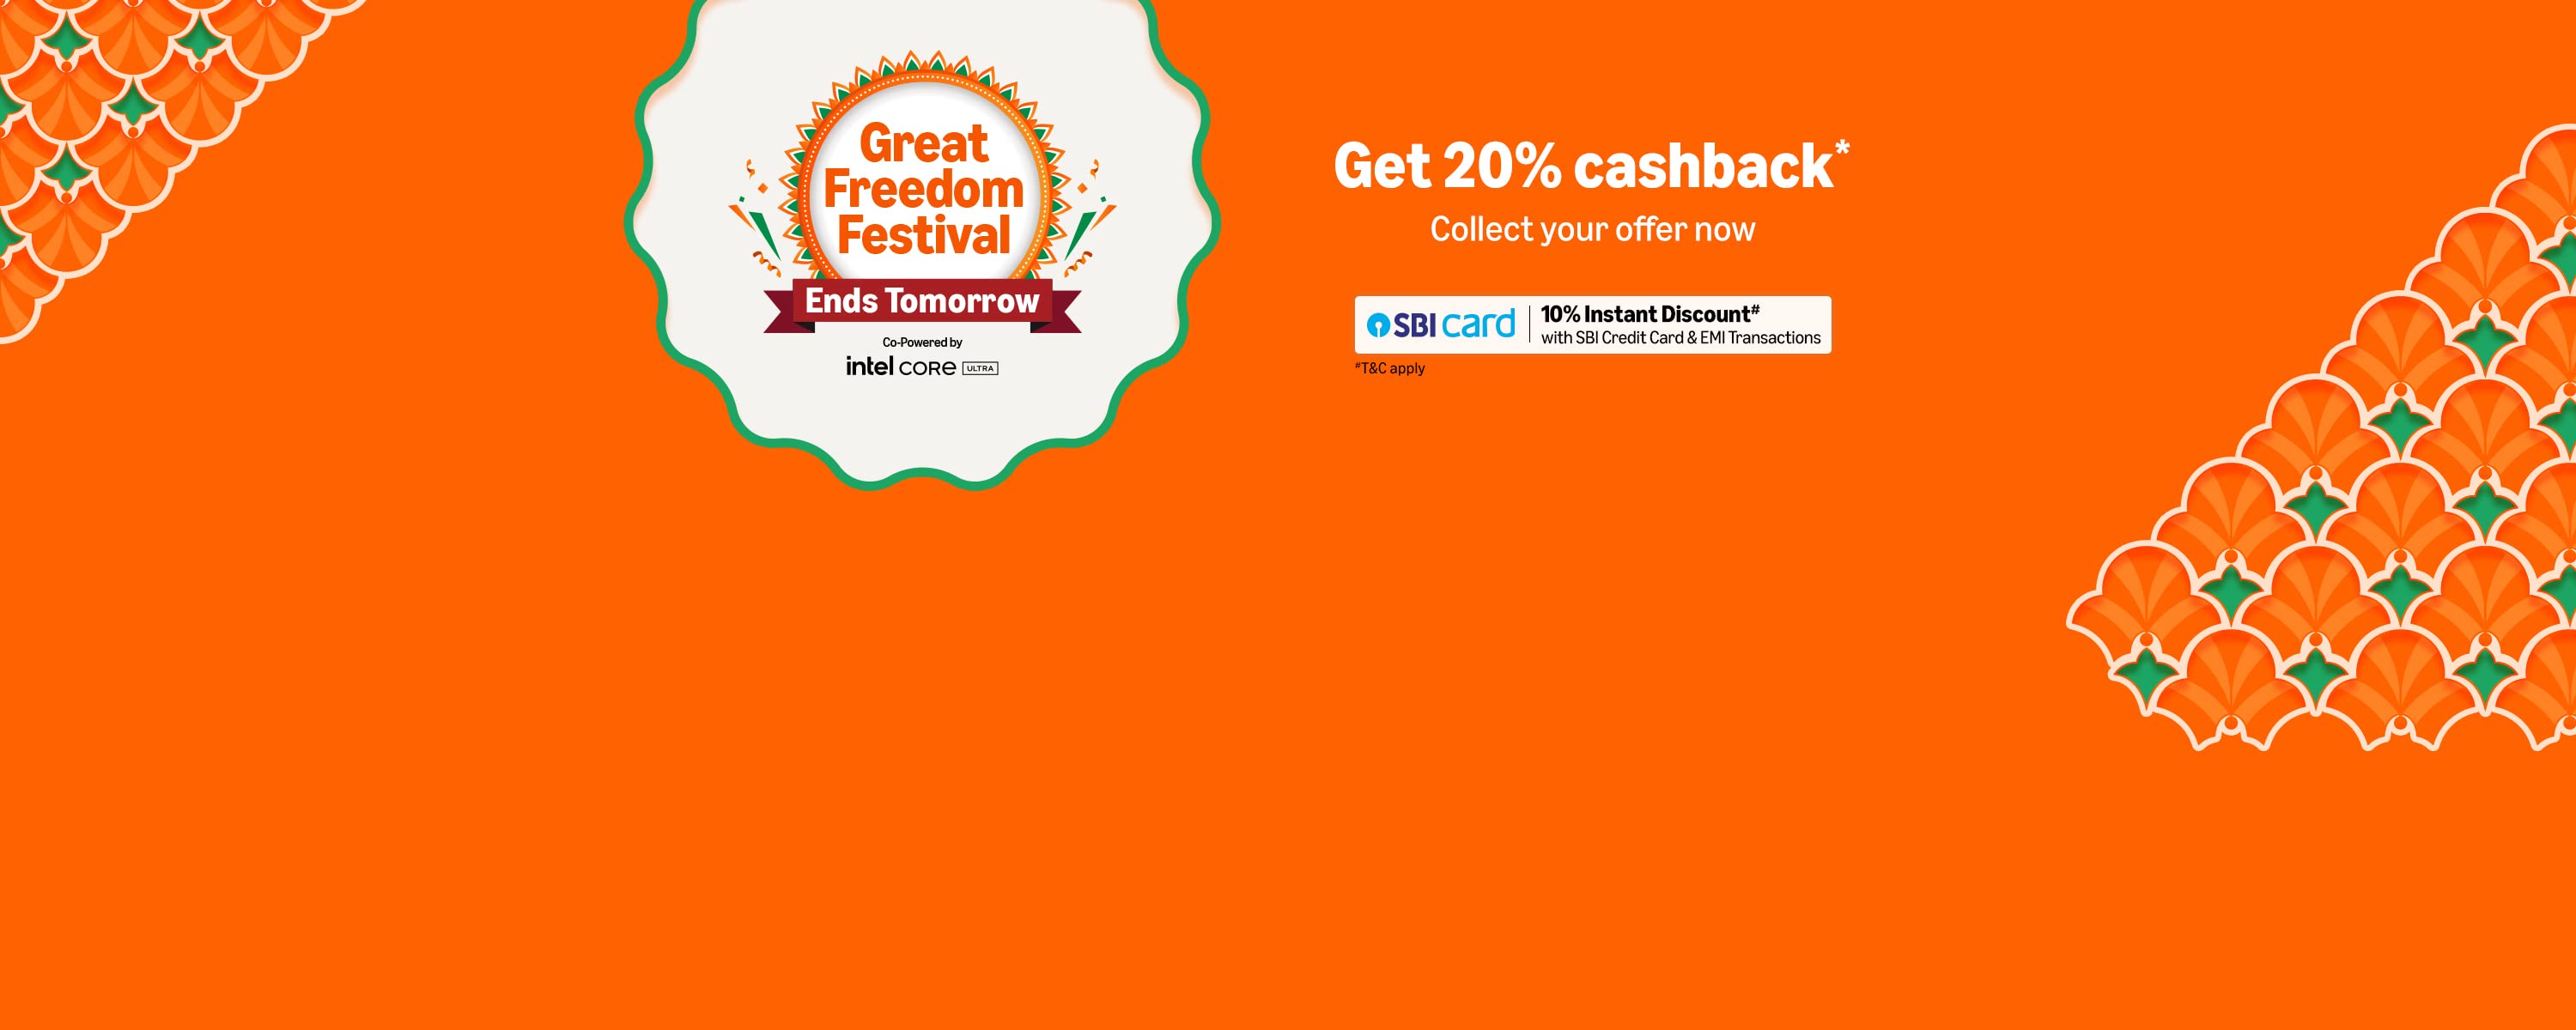 Great
Freedom
Festival
Ends Tomorrow
Co-Powered by
intel CORE ULTRA
Get 20% cashback*
Collect your offer now
SBI card
10% Instant Discount#
with SBI Credit Card & EMI Transactions
#T&C apply